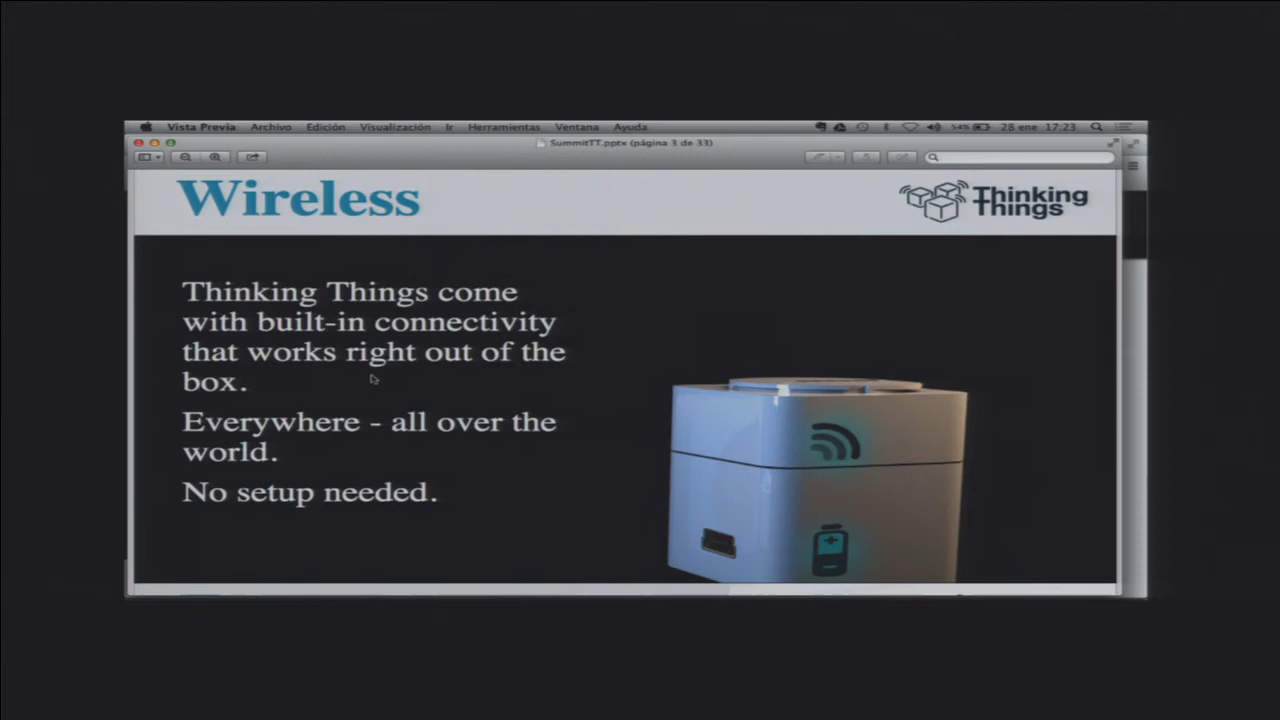 Vista Previa Archivo Edición Visualización Ir Herramientas Ventana Ayuda 54% 28 ene 17:23
SummitTT.pptx (página 3 de 33)
Wireless
Thinking
Things
Thinking Things come
with built-in connectivity
that works right out of the
box.
Everywhere - all over the
world.
No setup needed.